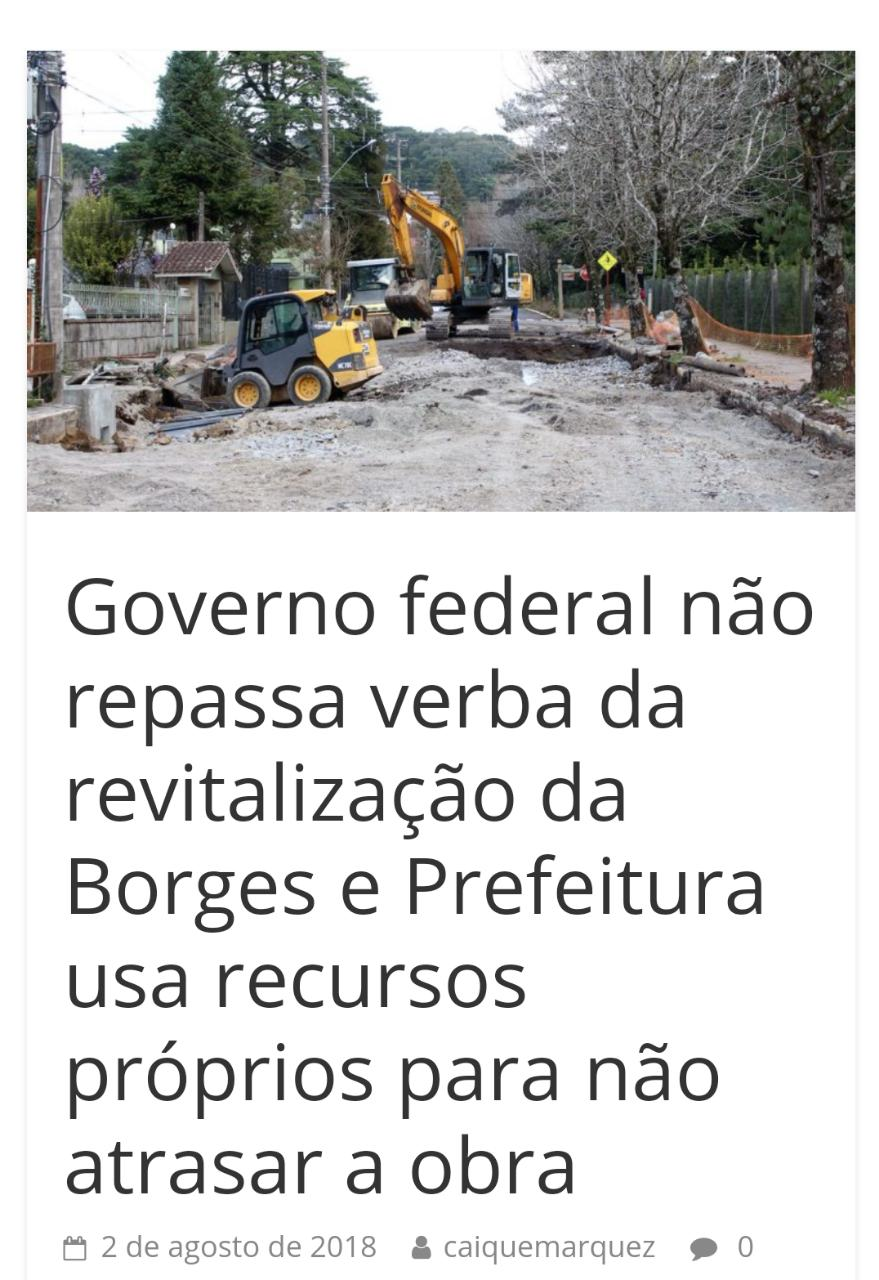 Governo federal não
repassa verba da
revitalização da
Borges e Prefeitura
usa recursos
próprios para não
atrasar a obra
2 de agosto de 2018 caiquemarquez 0